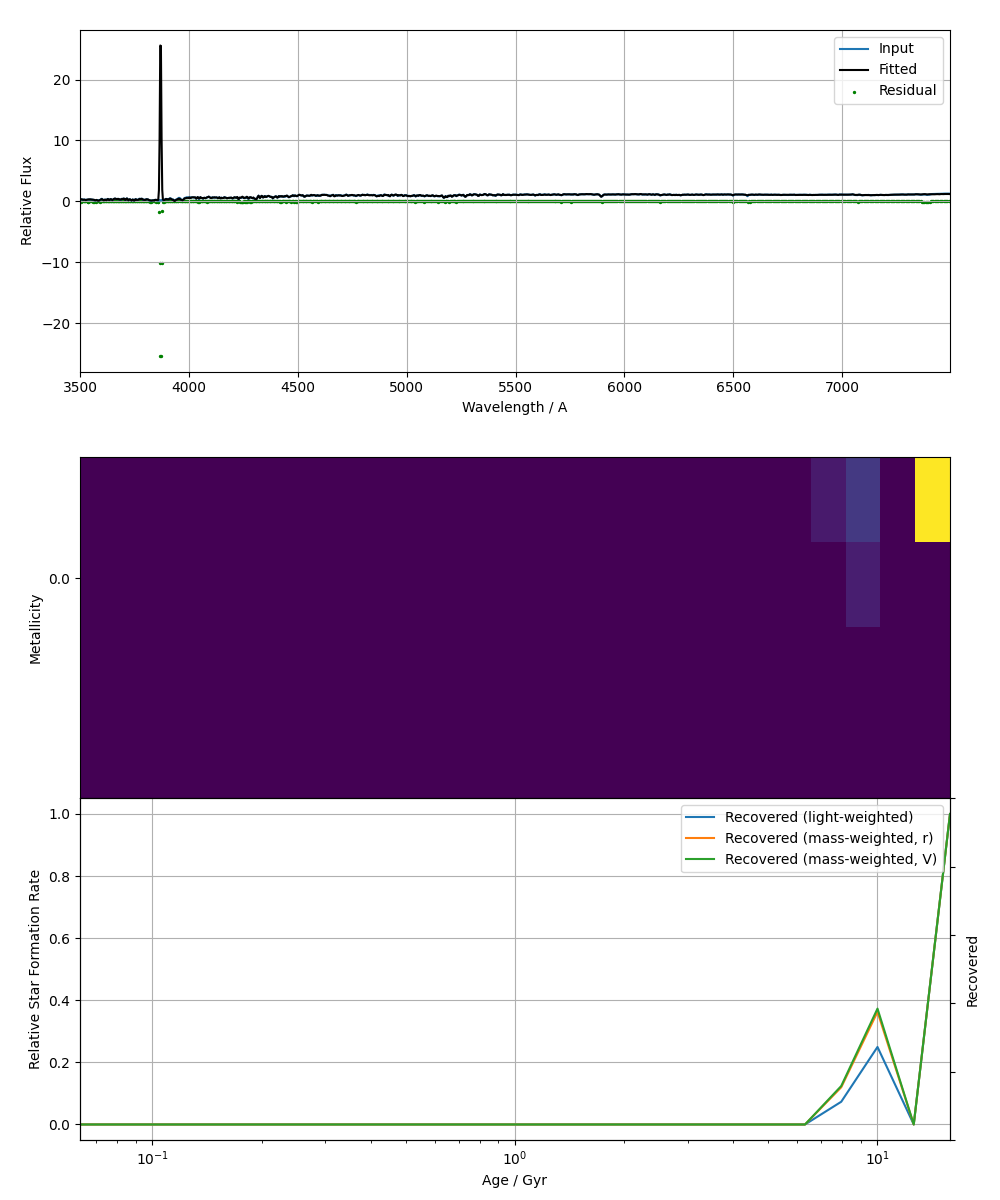 20
10
0
−10
−20
Relative Flux
Input
Fitted
Residual
3500 4000 4500 5000 5500 6000 6500 7000
Wavelength / A
0.0
Metallicity
1.0
0.8
0.6
0.4
0.2
0.0
Relative Star Formation Rate
Recovered (light-weighted)
Recovered (mass-weighted, r)
Recovered (mass-weighted, V)
Recovered
10⁻¹ 10⁰ 10¹
Age / Gyr